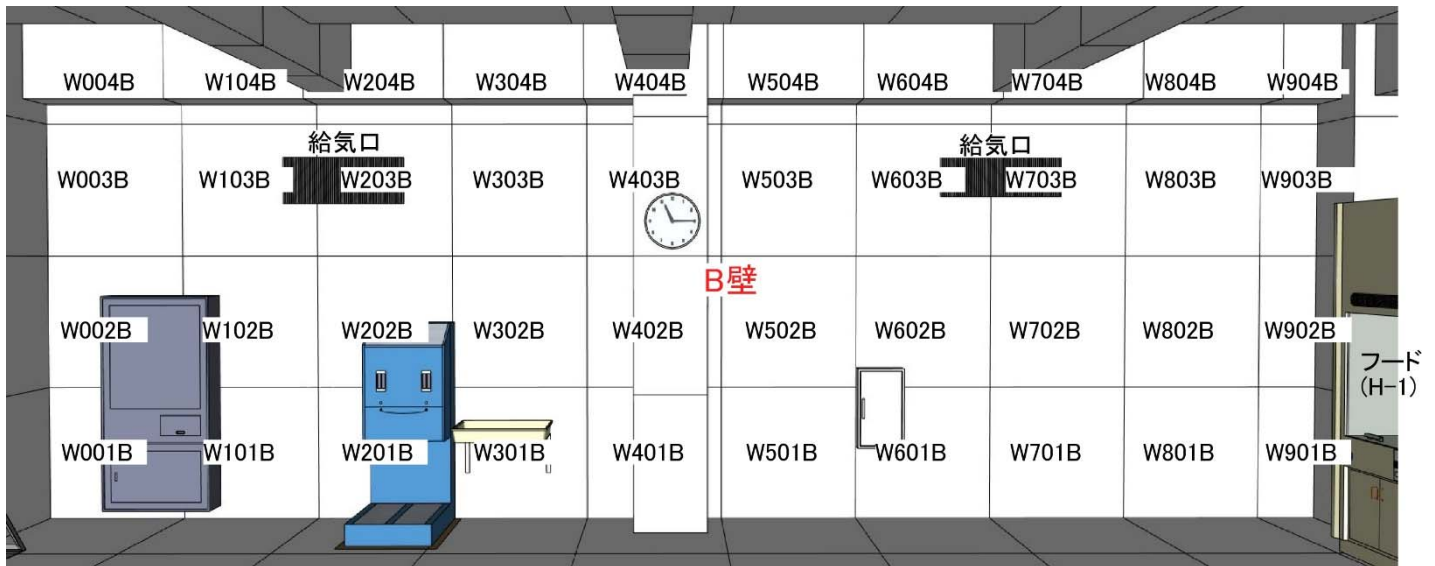 W004B W104B W204B W304B W404B W504B W604B W704B W804B W904B
給気口 給気口
W003B W103B W203B W303B W403B W503B W603B W703B W803B W903B
B壁
W002B W102B W202B W302B W402B W502B W602B W702B W802B W902B
フード
(H-1)
W001B W101B W201B W301B W401B W501B W601B W701B W801B W901B